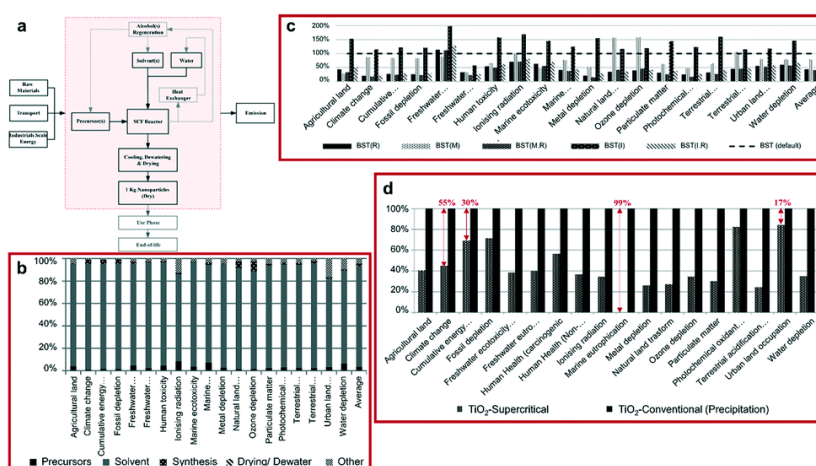 a
Alcohol(s)
Regeneration
Solvent(s)
Water
Heat
Exchanger
Raw
Materials
Transport
Industrials Scale
Energy
Precursor(s)
SCF Reactor
Emission
Cooling, Dewatering
& Drying
1 Kg Nanoparticles
(Dry)
Use Phase
End-of-life
b
100%
80%
60%
40%
20%
0%
Agricultural land
Climate change
Cumulative energy...
Fossil depletion
Freshwater...
Freshwater...
Human toxicity
Ionising radiation
Marine ecotoxicity
Marine...
Metal depletion
Natural land...
Ozone depletion
Particulate matter
Photochemical...
Terrestrial...
Terrestrial...
Urban land...
Water depletion
Average
Precursors
Solvent
Synthesis
Drying/ Dewater
Other
c
200%
150%
100%
50%
0%
Agricultural land
Climate change
Cumulative...
Fossil depletion
Freshwater...
Freshwater...
Human toxicity
Ionising radiation
Marine ecotoxicity
Marine...
Metal depletion
Natural land...
Ozone depletion
Particulate matter
Photochemical...
Terrestrial...
Terrestrial...
Urban land...
Water depletion
Average
BST(R)
BST(M)
BST(M.R)
BST(I)
BST(I.R)
BST (default)
d
55%
30%
99%
17%
100%
80%
60%
40%
20%
0%
Agricultural land
Climate change
Cumulative energy...
Fossil depletion
Freshwater ecotoxicity...
Freshwater eutro...
Human Health (carcinogenic
Human Health (Non-...
Ionising radiation
Marine eutrophication
Metal depletion
Natural land trasform
Ozone depletion
Particulate matter
Photochemical oxidant...
Terrestrial acidification...
Urban land occupation
Water depletion
TiO₂-Supercritical
TiO₂-Conventional (Precipitation)